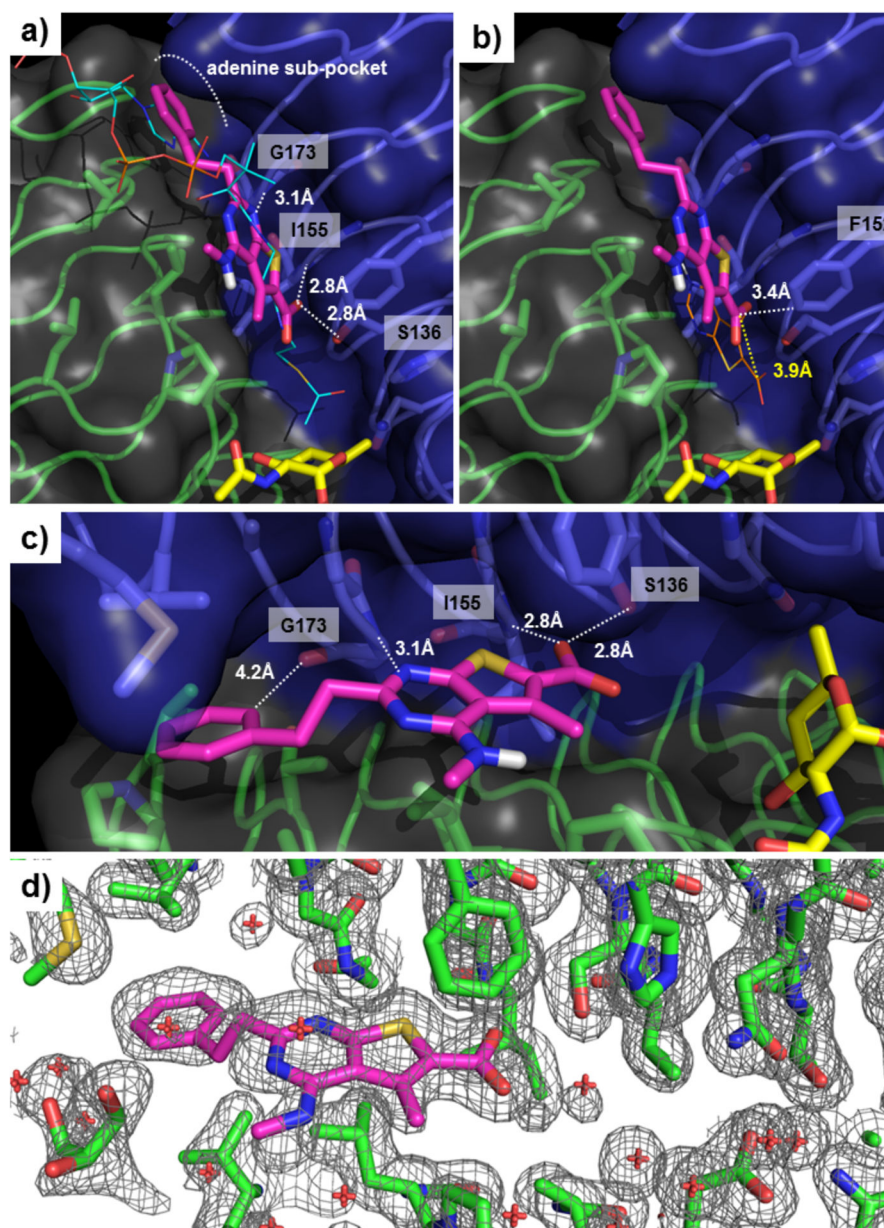 a)
adenine sub-pocket
G173
3.1Å
I155
2.8Å
2.8Å
S136
b)
3.4Å
3.9Å
c)
S136
I155
2.8Å
G173
3.1Å
2.8Å
4.2Å
d)